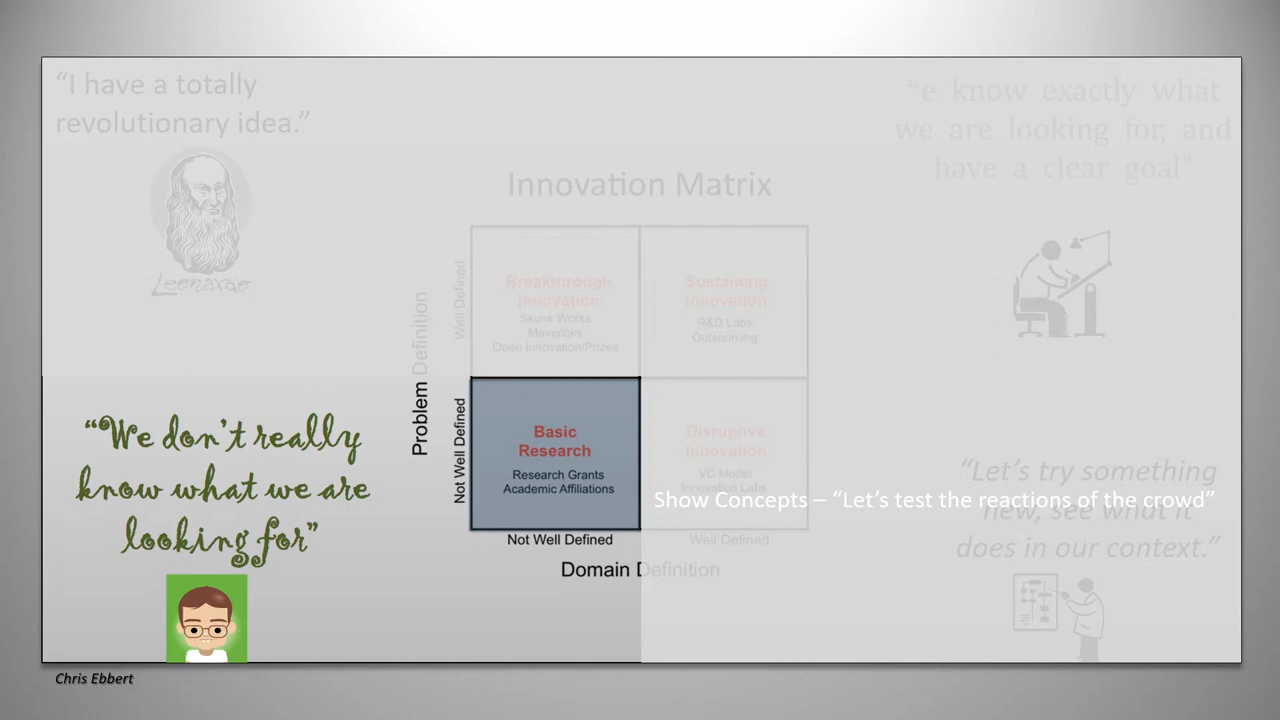 “I have a totally
revolutionary idea.”
Leonardo
“e know exactly what
we are looking for, and
have a clear goal”
Innovation Matrix
Problem Definition
Well Defined
Breakthrough
Innovation
Skunk Works
Mavericks
Open Innovation/Prizes
Sustaining
Innovation
R&D Labs
Outsourcing
Not Well Defined
Basic
Research
Research Grants
Academic Affiliations
Disruptive
Innovation
VC Model
Innovation Labs
Not Well Defined
Well Defined
Domain Definition
“We don’t really
know what we are
looking for”
Show Concepts – “Let’s test the reactions of the crowd”
“Let’s try something
new, see what it
does in our context.”
Chris Ebbert